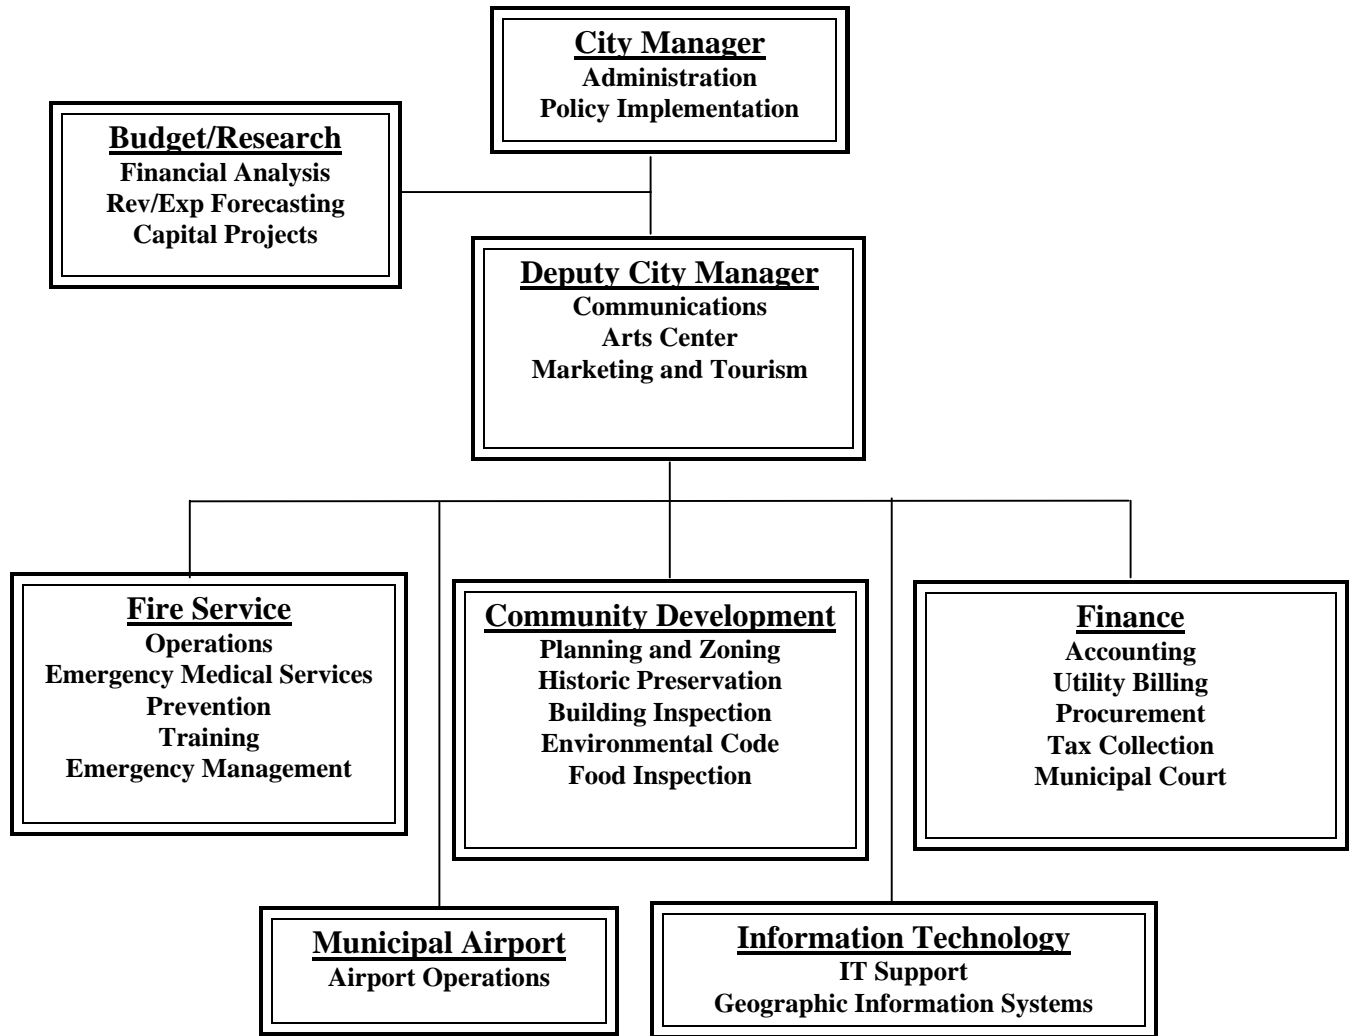 City Manager
Administration
Policy Implementation
Budget/Research
Financial Analysis
Rev/Exp Forecasting
Capital Projects
Deputy City Manager
Communications
Arts Center
Marketing and Tourism
Fire Service
Operations
Emergency Medical Services
Prevention
Training
Emergency Management
Community Development
Planning and Zoning
Historic Preservation
Building Inspection
Environmental Code
Food Inspection
Finance
Accounting
Utility Billing
Procurement
Tax Collection
Municipal Court
Municipal Airport
Airport Operations
Information Technology
IT Support
Geographic Information Systems